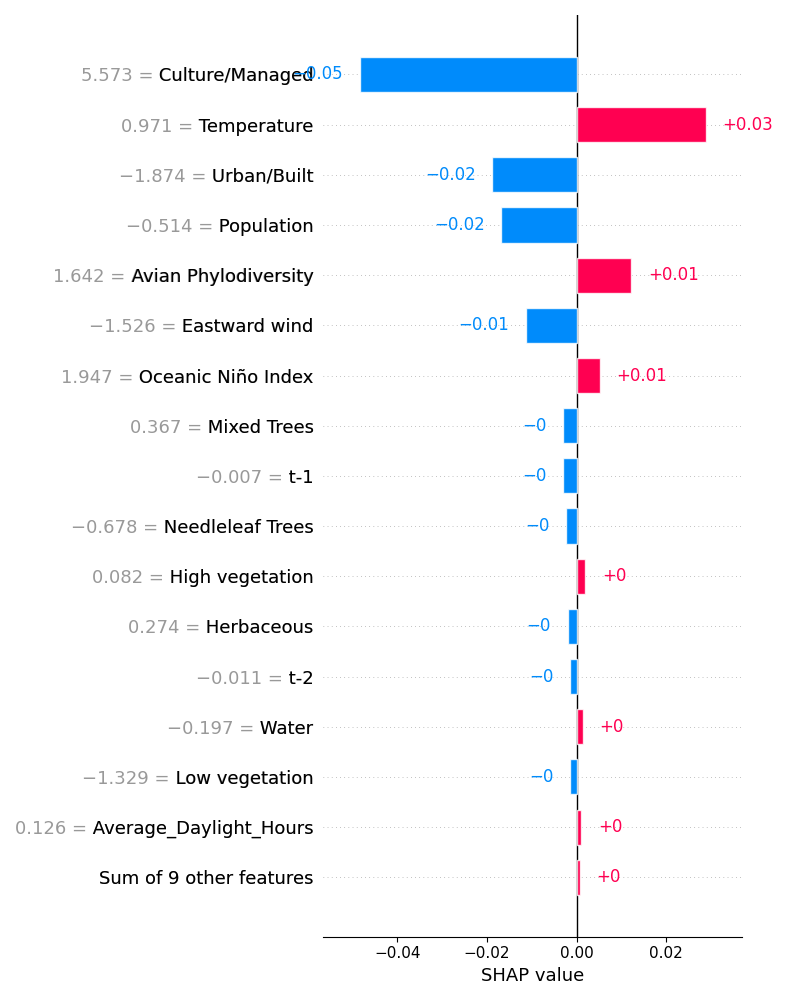 5.573 = Culture/Managed −0.05
0.971 = Temperature +0.03
−1.874 = Urban/Built −0.02
−0.514 = Population −0.02
1.642 = Avian Phylodiversity +0.01
−1.526 = Eastward wind −0.01
1.947 = Oceanic Niño Index +0.01
0.367 = Mixed Trees −0
−0.007 = t-1 −0
−0.678 = Needleleaf Trees −0
0.082 = High vegetation +0
0.274 = Herbaceous −0
−0.011 = t-2 −0
−0.197 = Water +0
−1.329 = Low vegetation −0
0.126 = Average_Daylight_Hours +0
Sum of 9 other features +0
−0.04 −0.02 0.00 0.02
SHAP value